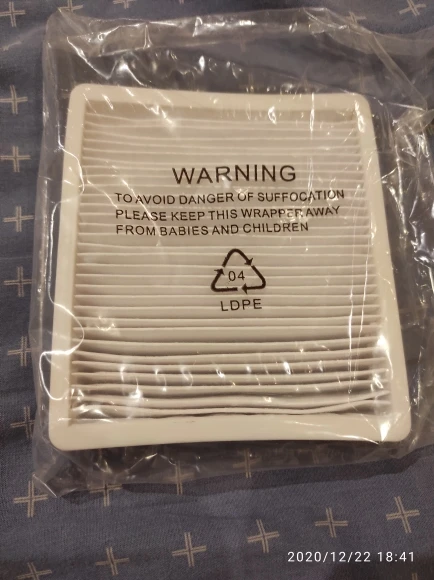 WARNING
TO AVOID DANGER OF SUFFOCATION
PLEASE KEEP THIS WRAPPER AWAY
FROM BABIES AND CHILDREN
04
LDPE
2020/12/22 18:41